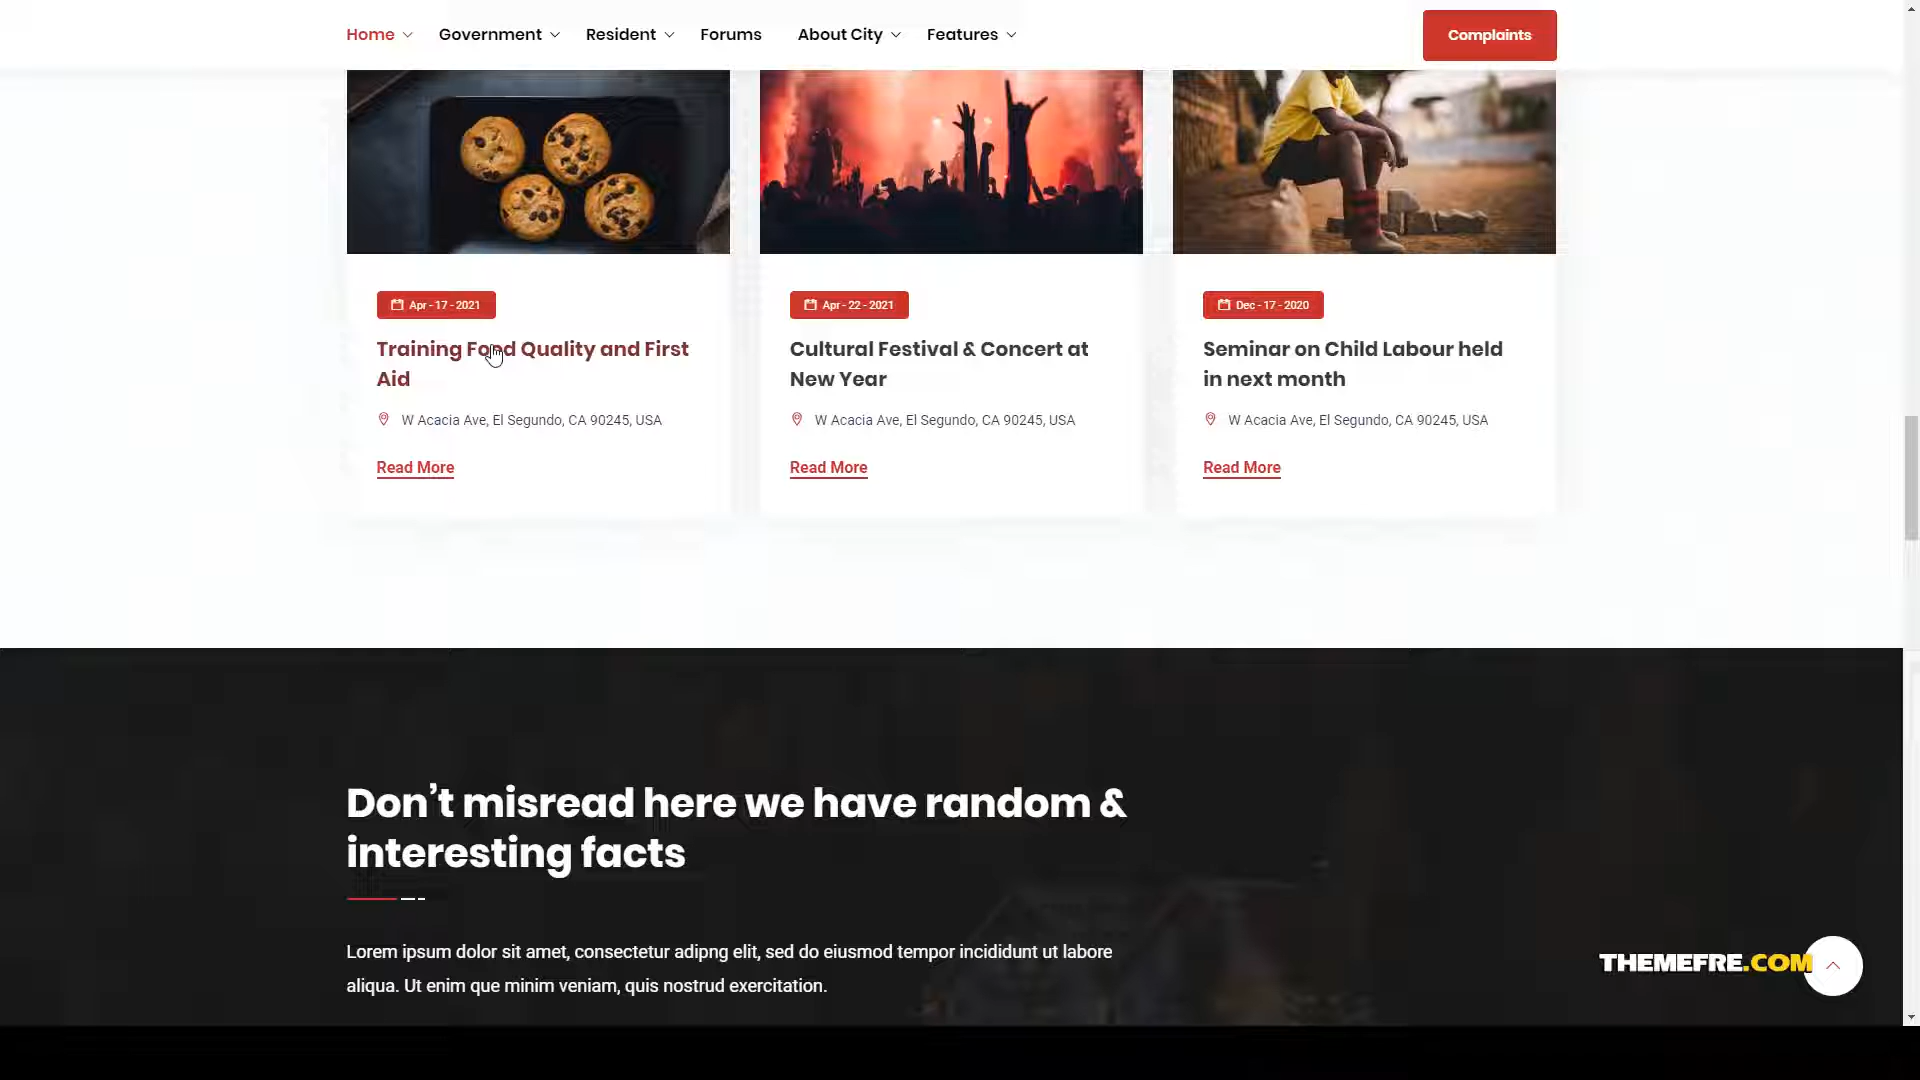 Home Government Resident Forums About City Features Complaints
Apr - 17 - 2021
Training Food Quality and First
Aid
W Acacia Ave, El Segundo, CA 90245, USA
Read More
Apr - 22 - 2021
Cultural Festival & Concert at
New Year
W Acacia Ave, El Segundo, CA 90245, USA
Read More
Dec - 17 - 2020
Seminar on Child Labour held
in next month
W Acacia Ave, El Segundo, CA 90245, USA
Read More
Don’t misread here we have random &
interesting facts
Lorem ipsum dolor sit amet, consectetur adipng elit, sed do eiusmod tempor incididunt ut labore
aliqua. Ut enim que minim veniam, quis nostrud exercitation.
THEMEFRE.COM